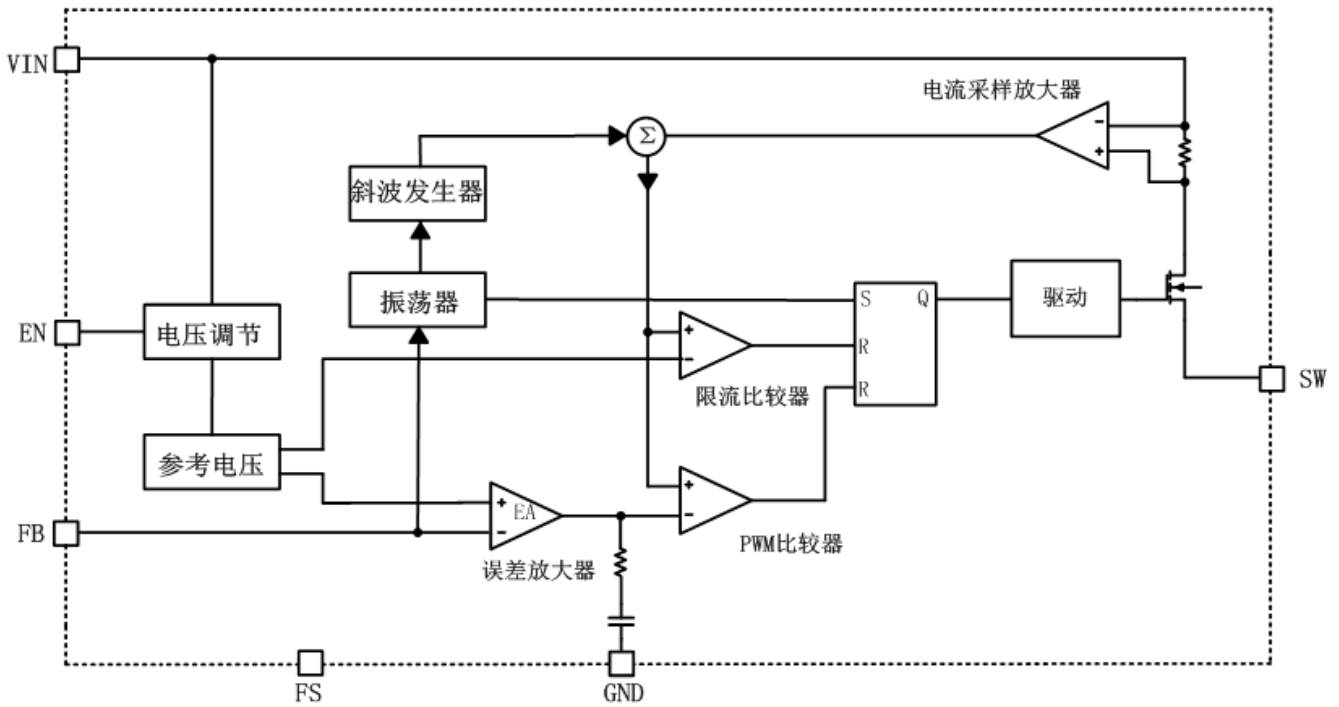 VIN
电流采样放大器
-
+
Σ
斜波发生器
振荡器
S
Q
驱动
EN
电压调节
+
-
R
限流比较器
R
SW
参考电压
+
-
EA
+
-
FB
误差放大器
PWM比较器
FS
GND